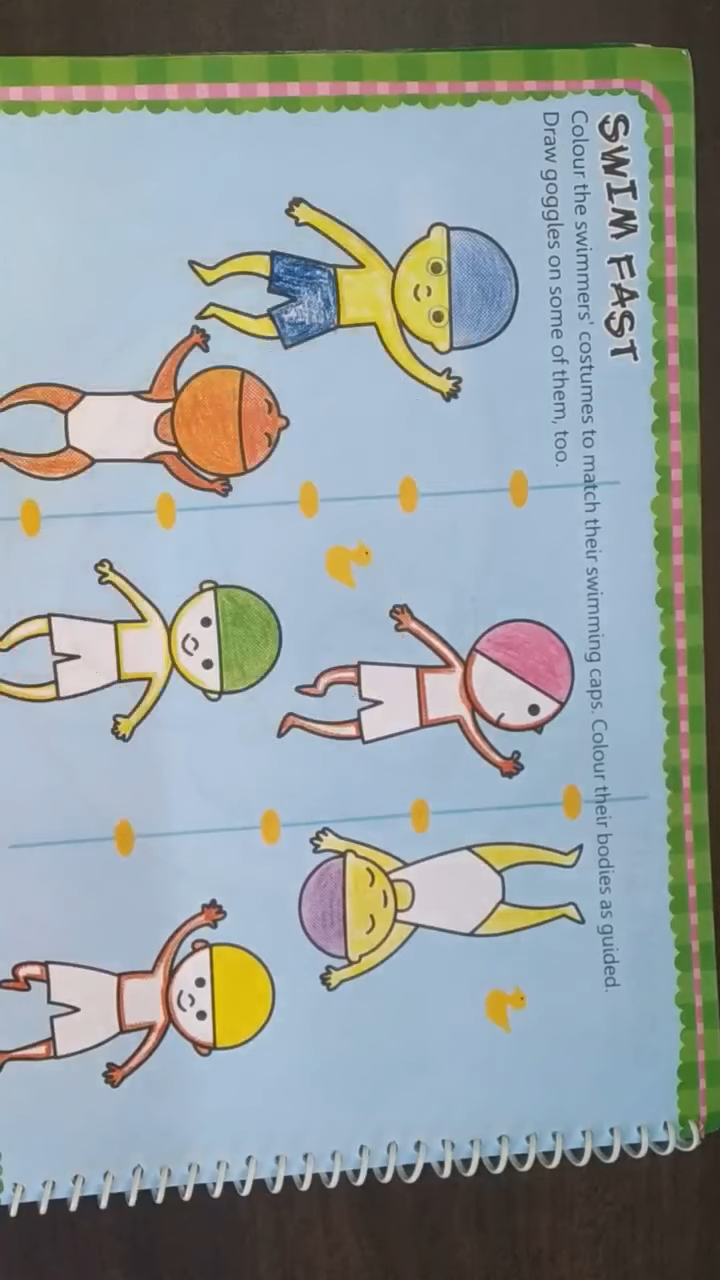 SWIM FAST
Colour the swimmers' costumes to match their swimming caps. Colour their bodies as guided.
Draw goggles on some of them, too.